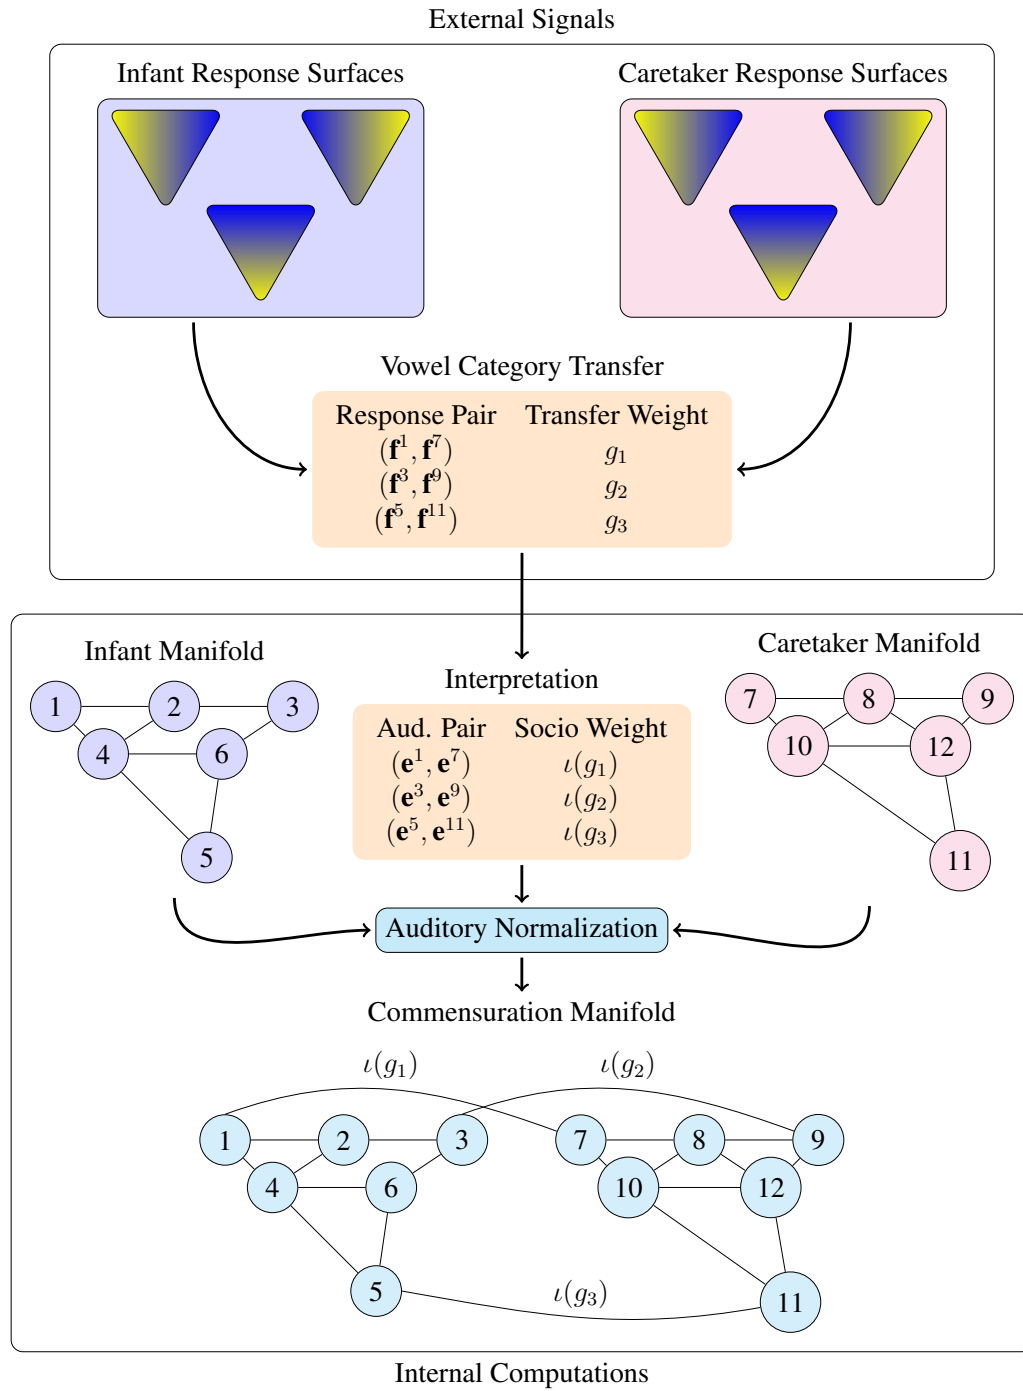 External Signals
Infant Response Surfaces
Caretaker Response Surfaces
Vowel Category Transfer
Response Pair Transfer Weight
(f¹, f⁷) g₁
(f³, f⁹) g₂
(f⁵, f¹¹) g₃
Infant Manifold
1 2 3
4 6
5
Interpretation
Aud. Pair Socio Weight
(e¹, e⁷) ι(g₁)
(e³, e⁹) ι(g₂)
(e⁵, e¹¹) ι(g₃)
Caretaker Manifold
7 8 9
10 12
11
Auditory Normalization
Commensuration Manifold
ι(g₁) ι(g₂)
1 2 3 7 8 9
4 6 10 12
5 ι(g₃) 11
Internal Computations